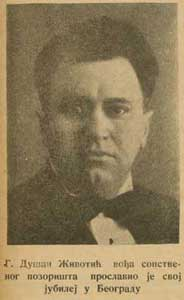 Г. Душан Животић вођа сопстве-
ног позоришта прославио је свој
јубилеј у Београду